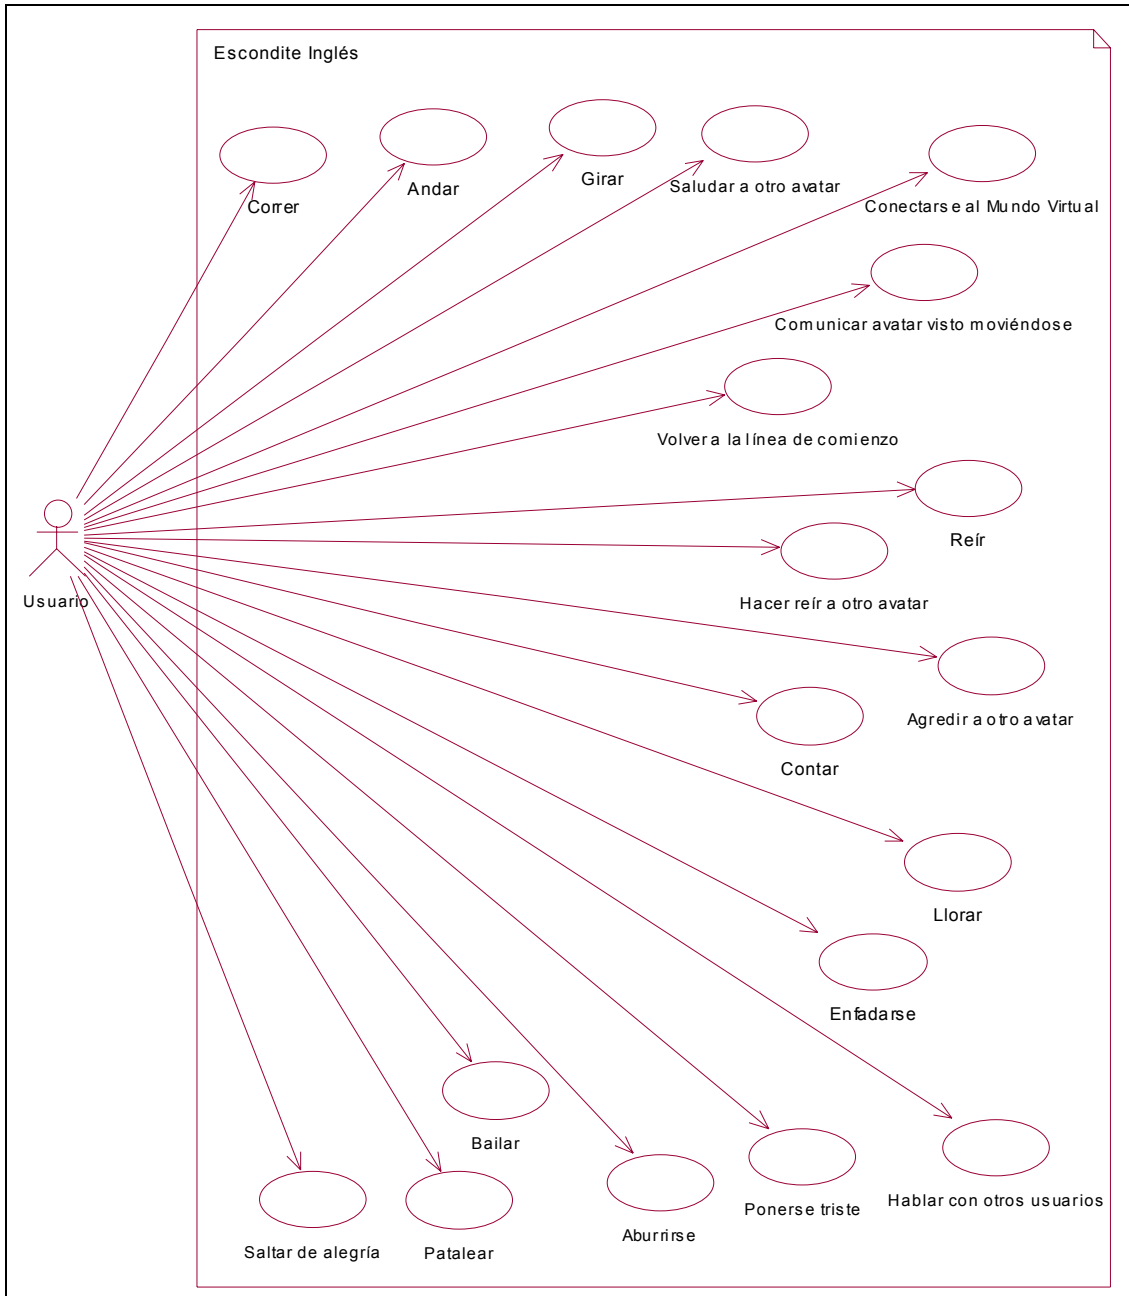 Escondite Inglés
Correr
Andar
Girar
Saludar a otro avatar
Conectarse al Mundo Virtual
Comunicar avatar visto moviéndose
Volver a la línea de comienzo
Reír
Hacer reír a otro avatar
Usuario
Agredir a otro avatar
Contar
Llorar
Enfadarse
Bailar
Ponerse triste
Hablar con otros usuarios
Aburrirse
Saltar de alegría
Patalear